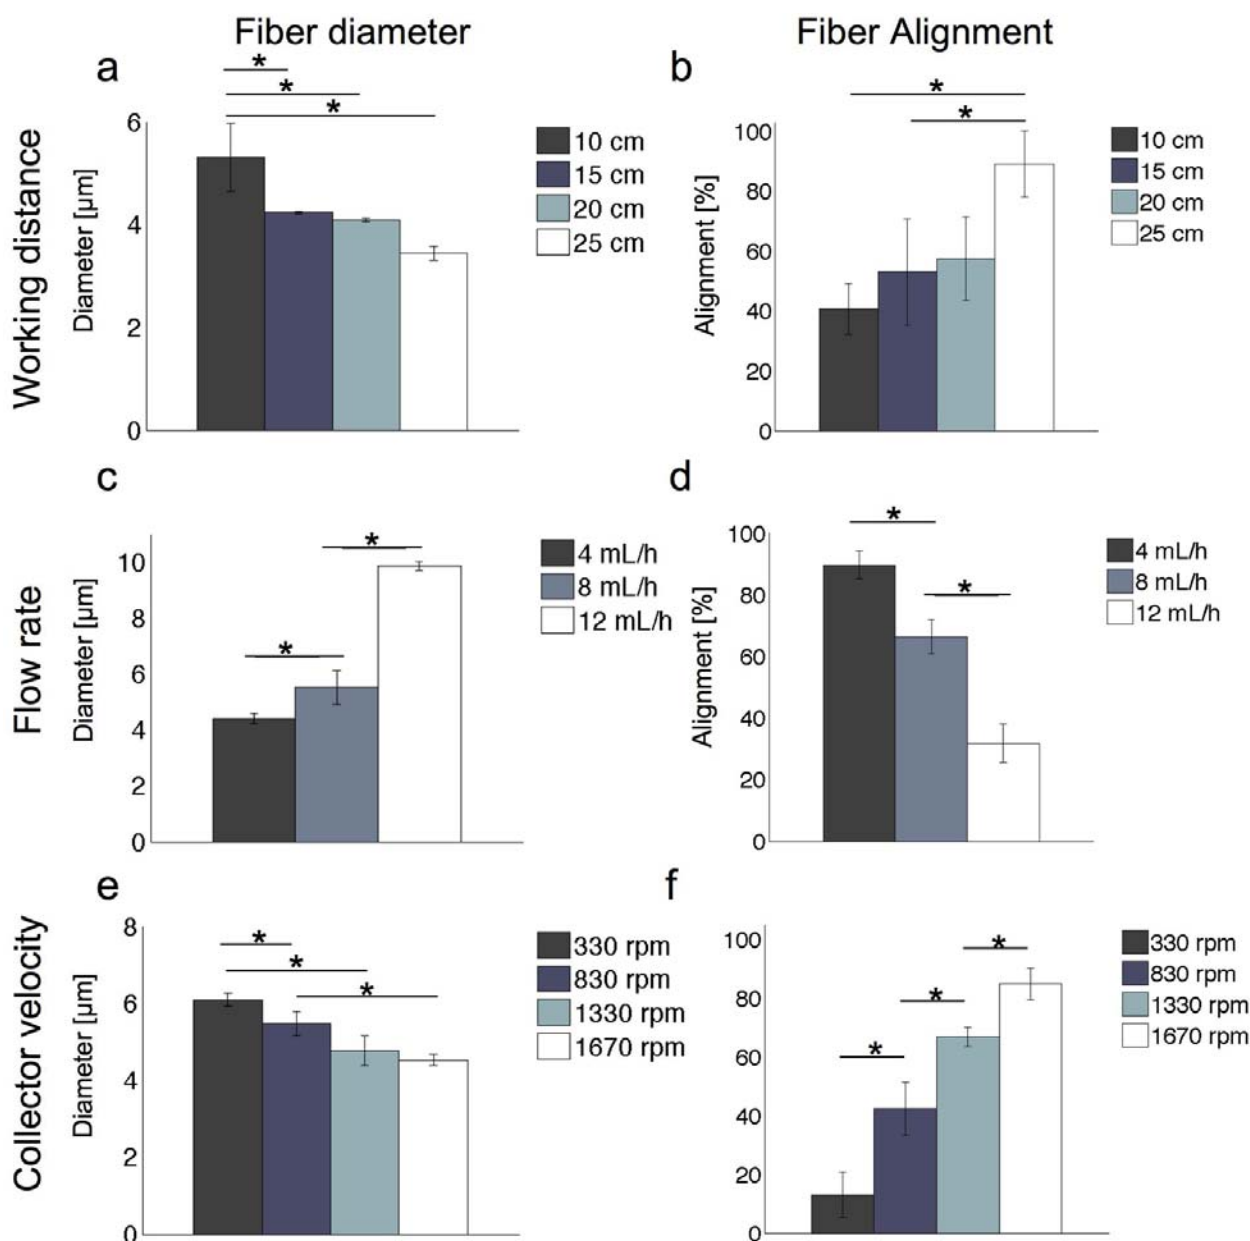 Fiber diameter
Fiber Alignment
Working distance
a
*
*
*
6
4
2
0
Diameter [µm]
10 cm
15 cm
20 cm
25 cm
b
*
*
100
80
60
40
20
0
Alignment [%]
10 cm
15 cm
20 cm
25 cm
Flow rate
c
*
*
10
8
6
4
2
0
Diameter [µm]
4 mL/h
8 mL/h
12 mL/h
d
*
*
100
80
60
40
20
0
Alignment [%]
4 mL/h
8 mL/h
12 mL/h
Collector velocity
e
*
*
*
8
6
4
2
0
Diameter [µm]
330 rpm
830 rpm
1330 rpm
1670 rpm
f
*
*
*
100
80
60
40
20
0
330 rpm
830 rpm
1330 rpm
1670 rpm